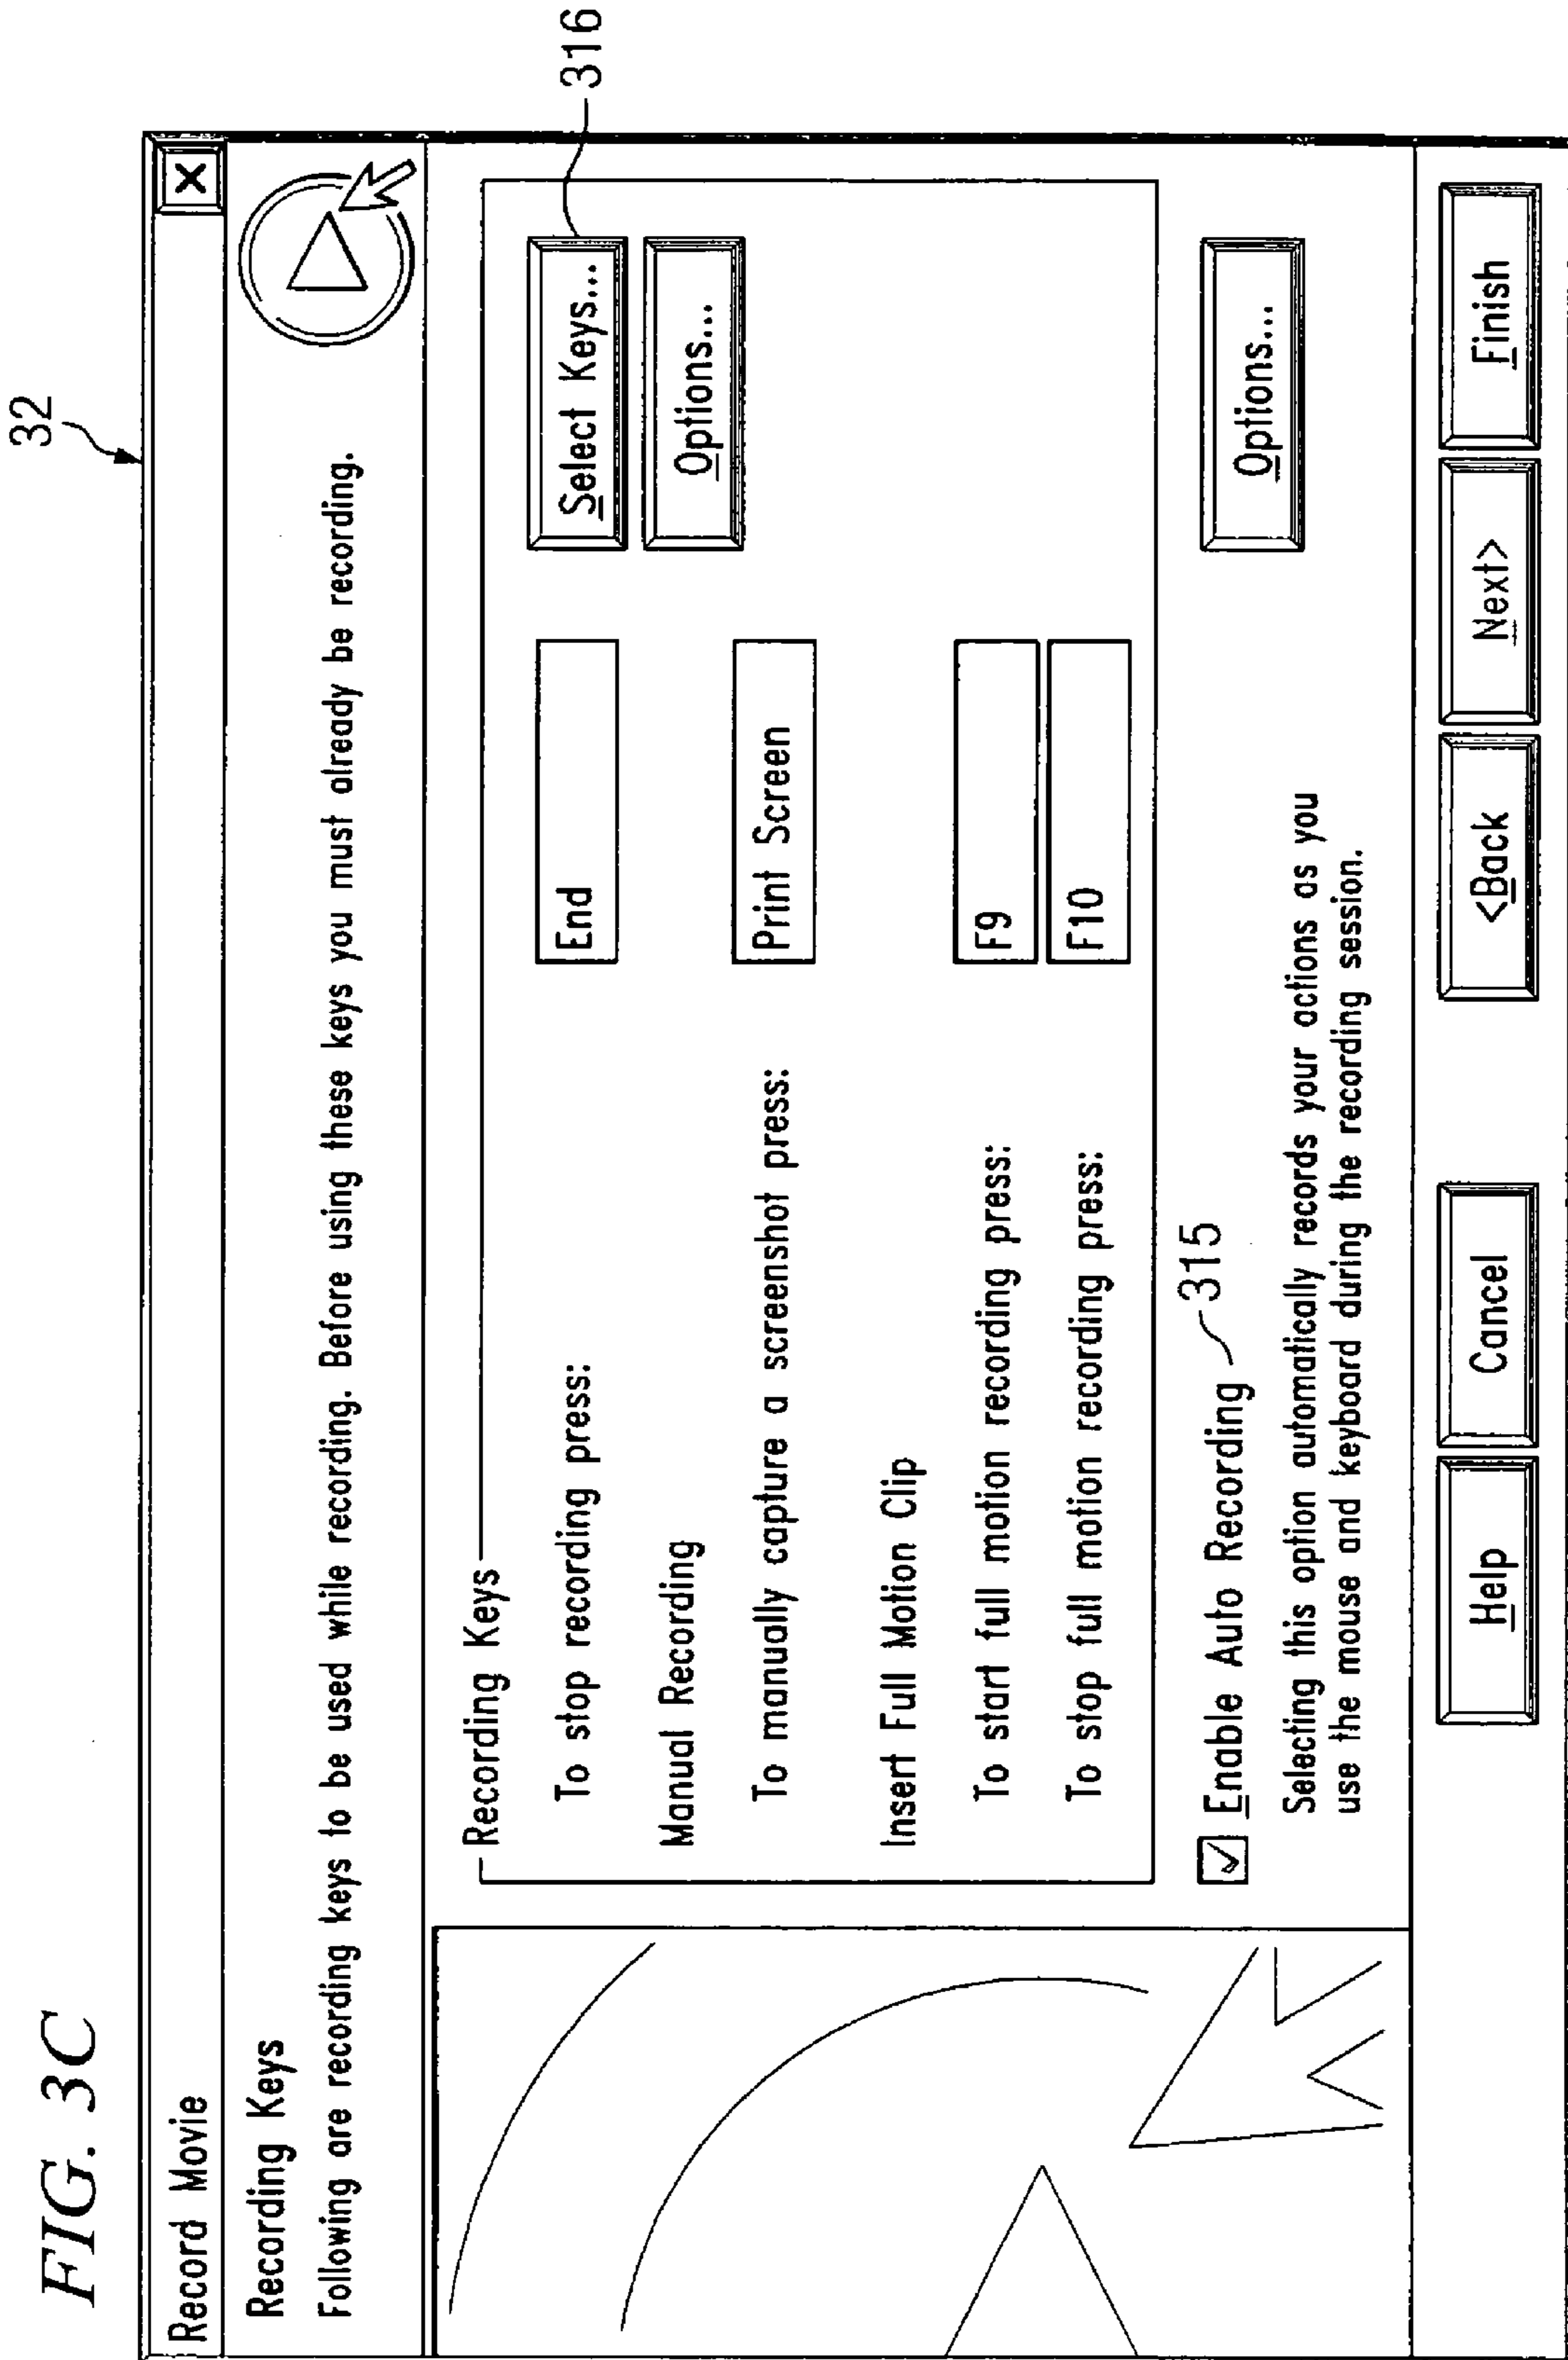 FIG. 3C
32
Record Movie
X
Recording Keys
Following are recording keys to be used while recording. Before using these keys you must already be recording.
Recording Keys
To stop recording press:
End
Select Keys...
316
Options...
Manual Recording
To manually capture a screenshot press:
Print Screen
Insert Full Motion Clip
To start full motion recording press:
F9
To stop full motion recording press:
F10
Enable Auto Recording
315
Options...
Selecting this option automatically records your actions as you
use the mouse and keyboard during the recording session.
Help
Cancel
<Back
Next>
Finish